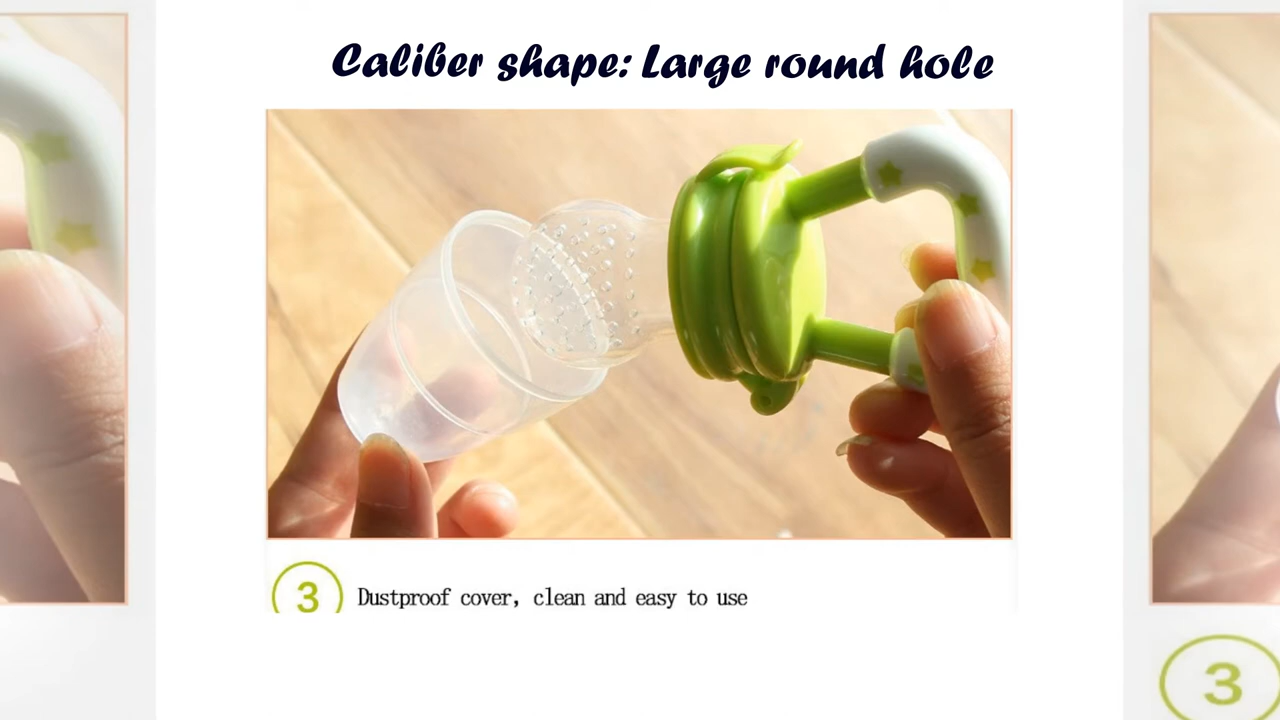 Caliber shape: Large round hole
3 Dustproof cover, clean and easy to use
3